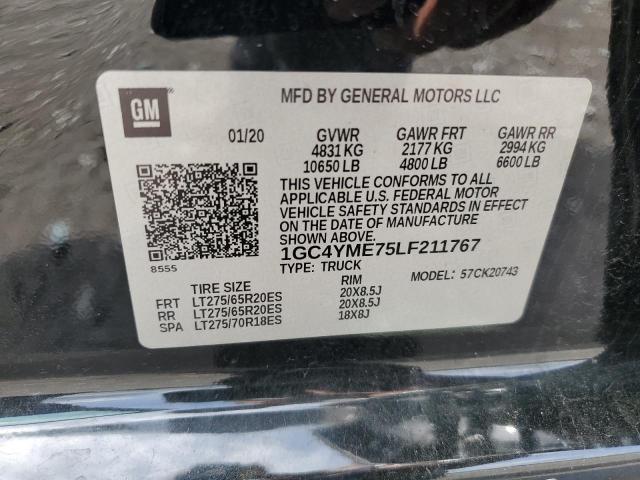 GM
MFD BY GENERAL MOTORS LLC
01/20 GVWR GAWR FRT GAWR RR
4831 KG 2177 KG 2994 KG
10650 LB 4800 LB 6600 LB
THIS VEHICLE CONFORMS TO ALL
APPLICABLE U.S. FEDERAL MOTOR
VEHICLE SAFETY STANDARDS IN EFFECT
ON THE DATE OF MANUFACTURE
SHOWN ABOVE.
8555
1GC4YME75LF211767
TYPE: TRUCK MODEL: 57CK20743
TIRE SIZE RIM
FRT LT275/65R20ES 20X8.5J
RR LT275/65R20ES 20X8.5J
SPA LT275/70R18ES 18X8J